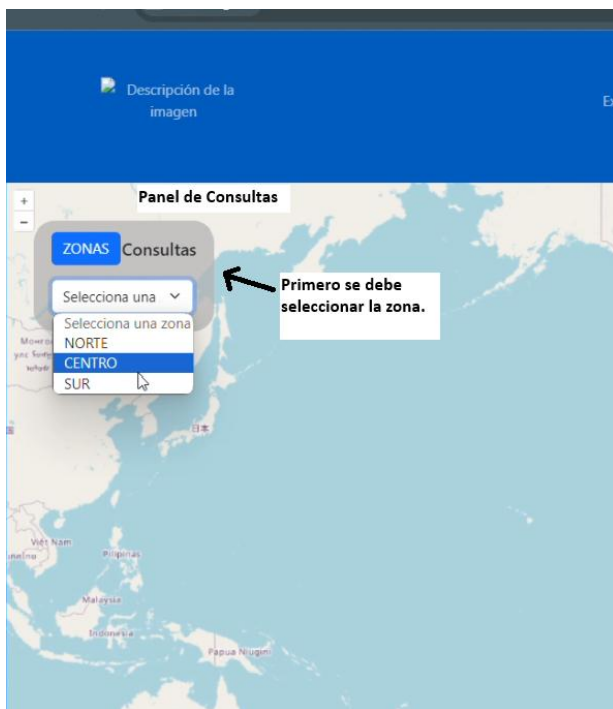 Descripción de la
imagen
Ex
+
Panel de Consultas
−
ZONAS Consultas
Primero se debe
seleccionar la zona.
Selecciona una
Selecciona una zona
NORTE
CENTRO
SUR
日本
Việt Nam
Pilipinas
Malaysia
Indonesia
Papua Niugini